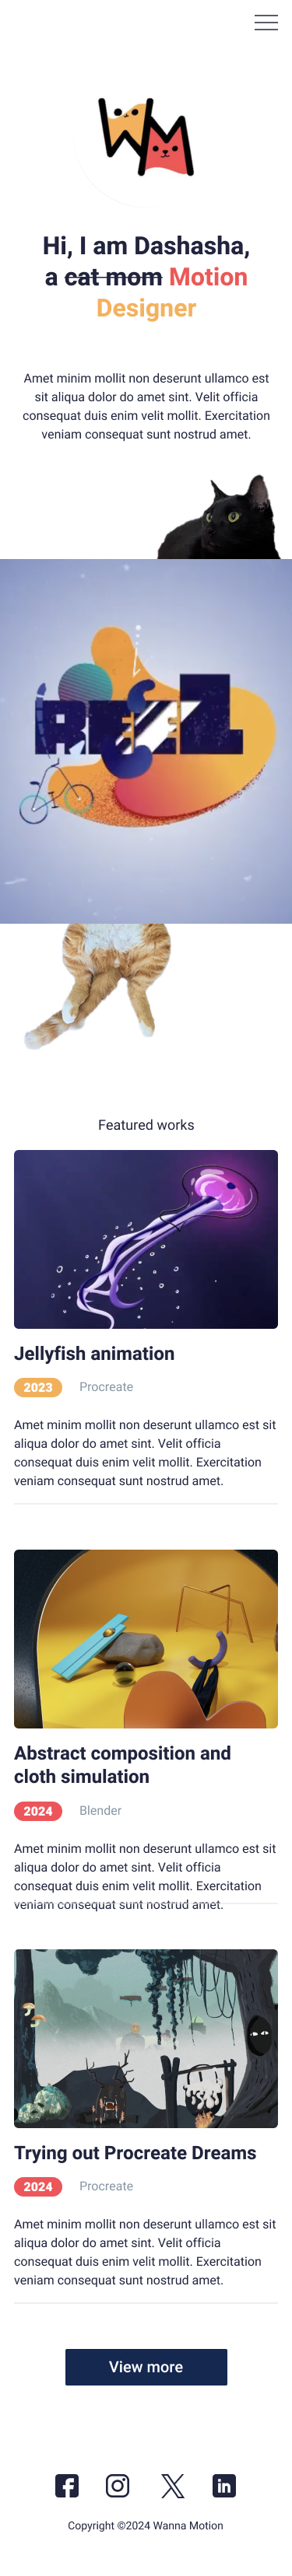 WM
Hi, I am Dashasha,
a cat mom Motion
Designer
Amet minim mollit non deserunt ullamco est
sit aliqua dolor do amet sint. Velit officia
consequat duis enim velit mollit. Exercitation
veniam consequat sunt nostrud amet.
REEL
Featured works
Jellyfish animation
2023 Procreate
Amet minim mollit non deserunt ullamco est sit
aliqua dolor do amet sint. Velit officia
consequat duis enim velit mollit. Exercitation
veniam consequat sunt nostrud amet.
Abstract composition and
cloth simulation
2024 Blender
Amet minim mollit non deserunt ullamco est sit
aliqua dolor do amet sint. Velit officia
consequat duis enim velit mollit. Exercitation
veniam consequat sunt nostrud amet.
Trying out Procreate Dreams
2024 Procreate
Amet minim mollit non deserunt ullamco est sit
aliqua dolor do amet sint. Velit officia
consequat duis enim velit mollit. Exercitation
veniam consequat sunt nostrud amet.
View more
Copyright ©2024 Wanna Motion